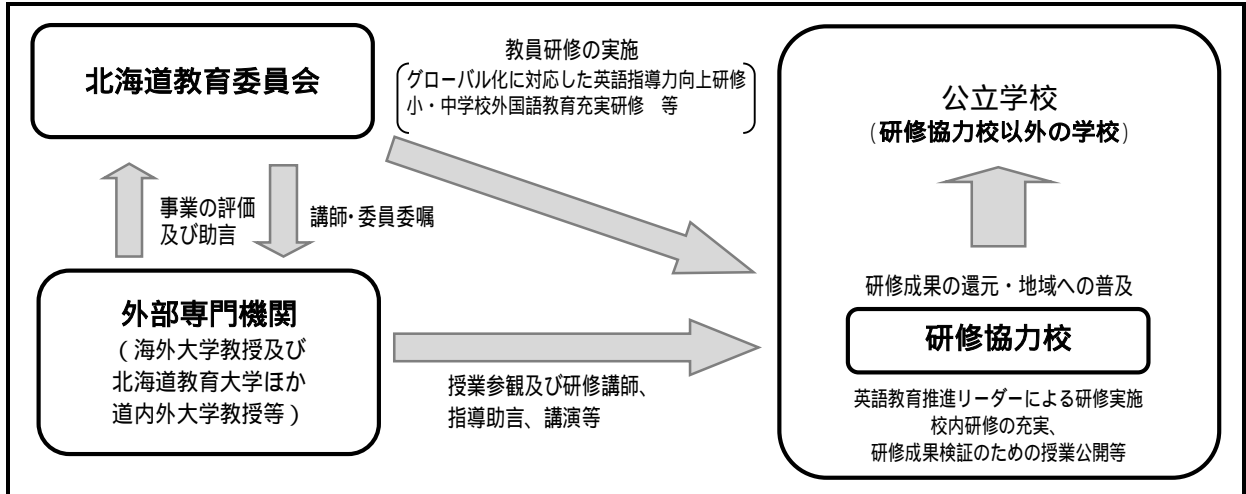 北海道教育委員会
教員研修の実施
グローバル化に対応した英語指導力向上研修
小・中学校外国語教育充実研修　等
事業の評価
及び助言
講師・委員委嘱
外部専門機関
（海外大学教授及び
北海道教育大学ほか
道内外大学教授等）
授業参観及び研修講師、
指導助言、講演等
公立学校
（研修協力校以外の学校）
研修成果の還元・地域への普及
研修協力校
英語教育推進リーダーによる研修実施
校内研修の充実、
研修成果検証のための授業公開等